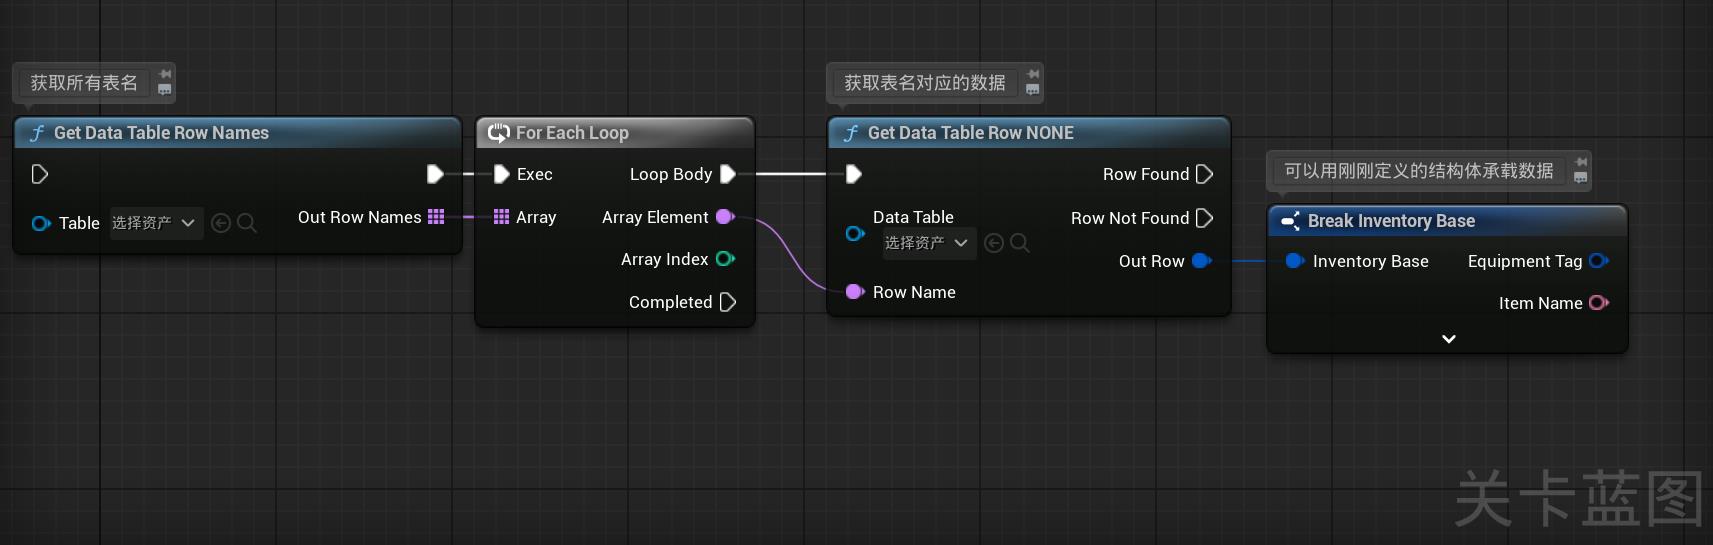 获取所有表名
获取表名对应的数据
Get Data Table Row Names
For Each Loop
Get Data Table Row NONE
可以用刚刚定义的结构体承载数据
Exec
Loop Body
Row Found
Table
选择资产
Out Row Names
Array
Array Element
Data Table
选择资产
Row Not Found
Break Inventory Base
Array Index
Out Row
Inventory Base
Equipment Tag
Completed
Row Name
Item Name
关卡蓝图